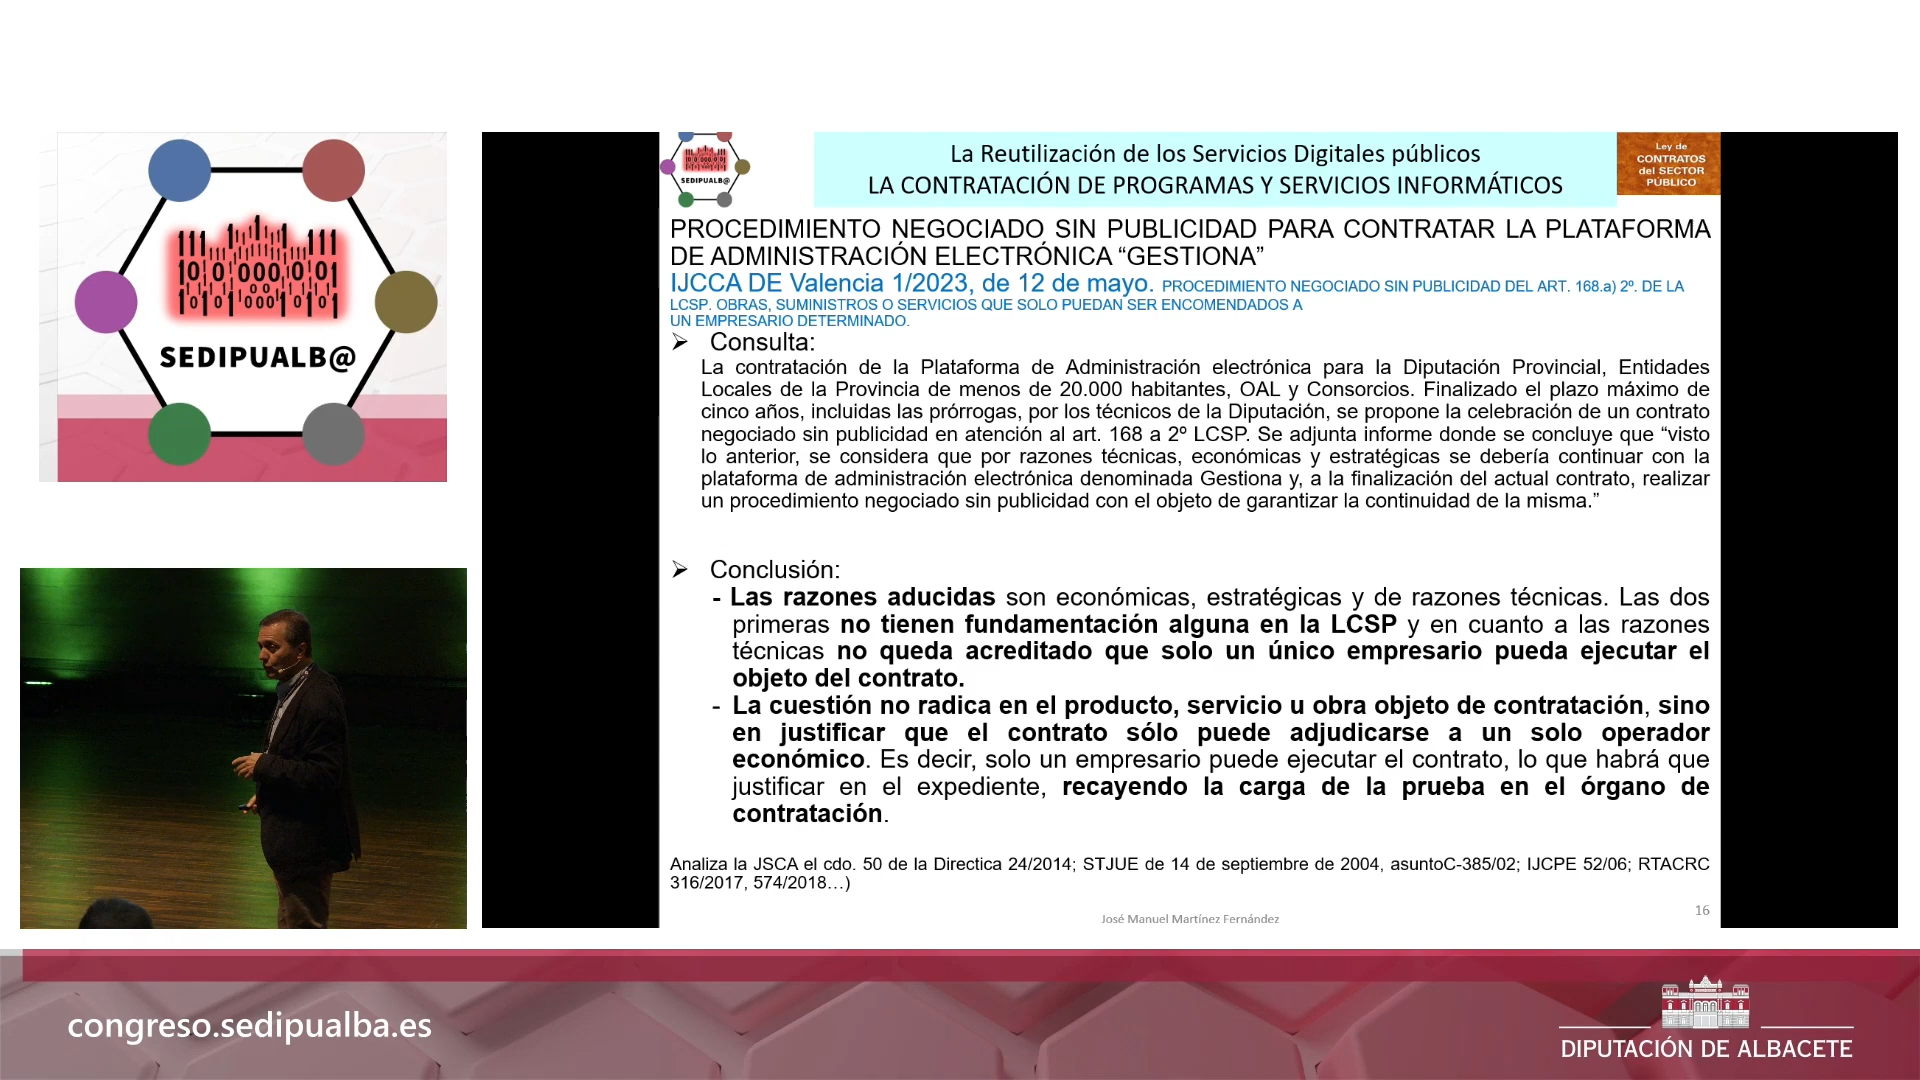 SEDIPUALB@
SEDIPUALB@
La Reutilización de los Servicios Digitales públicos
LA CONTRATACIÓN DE PROGRAMAS Y SERVICIOS INFORMÁTICOS
Ley de
CONTRATOS
del SECTOR
PÚBLICO
PROCEDIMIENTO NEGOCIADO SIN PUBLICIDAD PARA CONTRATAR LA PLATAFORMA
DE ADMINISTRACIÓN ELECTRÓNICA “GESTIONA”
IJCCA DE Valencia 1/2023, de 12 de mayo. PROCEDIMIENTO NEGOCIADO SIN PUBLICIDAD DEL ART. 168.a) 2º. DE LA
LCSP. OBRAS, SUMINISTROS O SERVICIOS QUE SOLO PUEDAN SER ENCOMENDADOS A
UN EMPRESARIO DETERMINADO.
➢ Consulta:
La contratación de la Plataforma de Administración electrónica para la Diputación Provincial, Entidades
Locales de la Provincia de menos de 20.000 habitantes, OAL y Consorcios. Finalizado el plazo máximo de
cinco años, incluidas las prórrogas, por los técnicos de la Diputación, se propone la celebración de un contrato
negociado sin publicidad en atención al art. 168 a 2º LCSP. Se adjunta informe donde se concluye que “visto
lo anterior, se considera que por razones técnicas, económicas y estratégicas se debería continuar con la
plataforma de administración electrónica denominada Gestiona y, a la finalización del actual contrato, realizar
un procedimiento negociado sin publicidad con el objeto de garantizar la continuidad de la misma.”
➢ Conclusión:
- Las razones aducidas son económicas, estratégicas y de razones técnicas. Las dos
primeras no tienen fundamentación alguna en la LCSP y en cuanto a las razones
técnicas no queda acreditado que solo un único empresario pueda ejecutar el
objeto del contrato.
- La cuestión no radica en el producto, servicio u obra objeto de contratación, sino
en justificar que el contrato sólo puede adjudicarse a un solo operador
económico. Es decir, solo un empresario puede ejecutar el contrato, lo que habrá que
justificar en el expediente, recayendo la carga de la prueba en el órgano de
contratación.
Analiza la JSCA el cdo. 50 de la Directica 24/2014; STJUE de 14 de septiembre de 2004, asuntoC-385/02; IJCPE 52/06; RTACRC
316/2017, 574/2018…)
José Manuel Martínez Fernández
16
congreso.sedipualba.es
DIPUTACIÓN DE ALBACETE